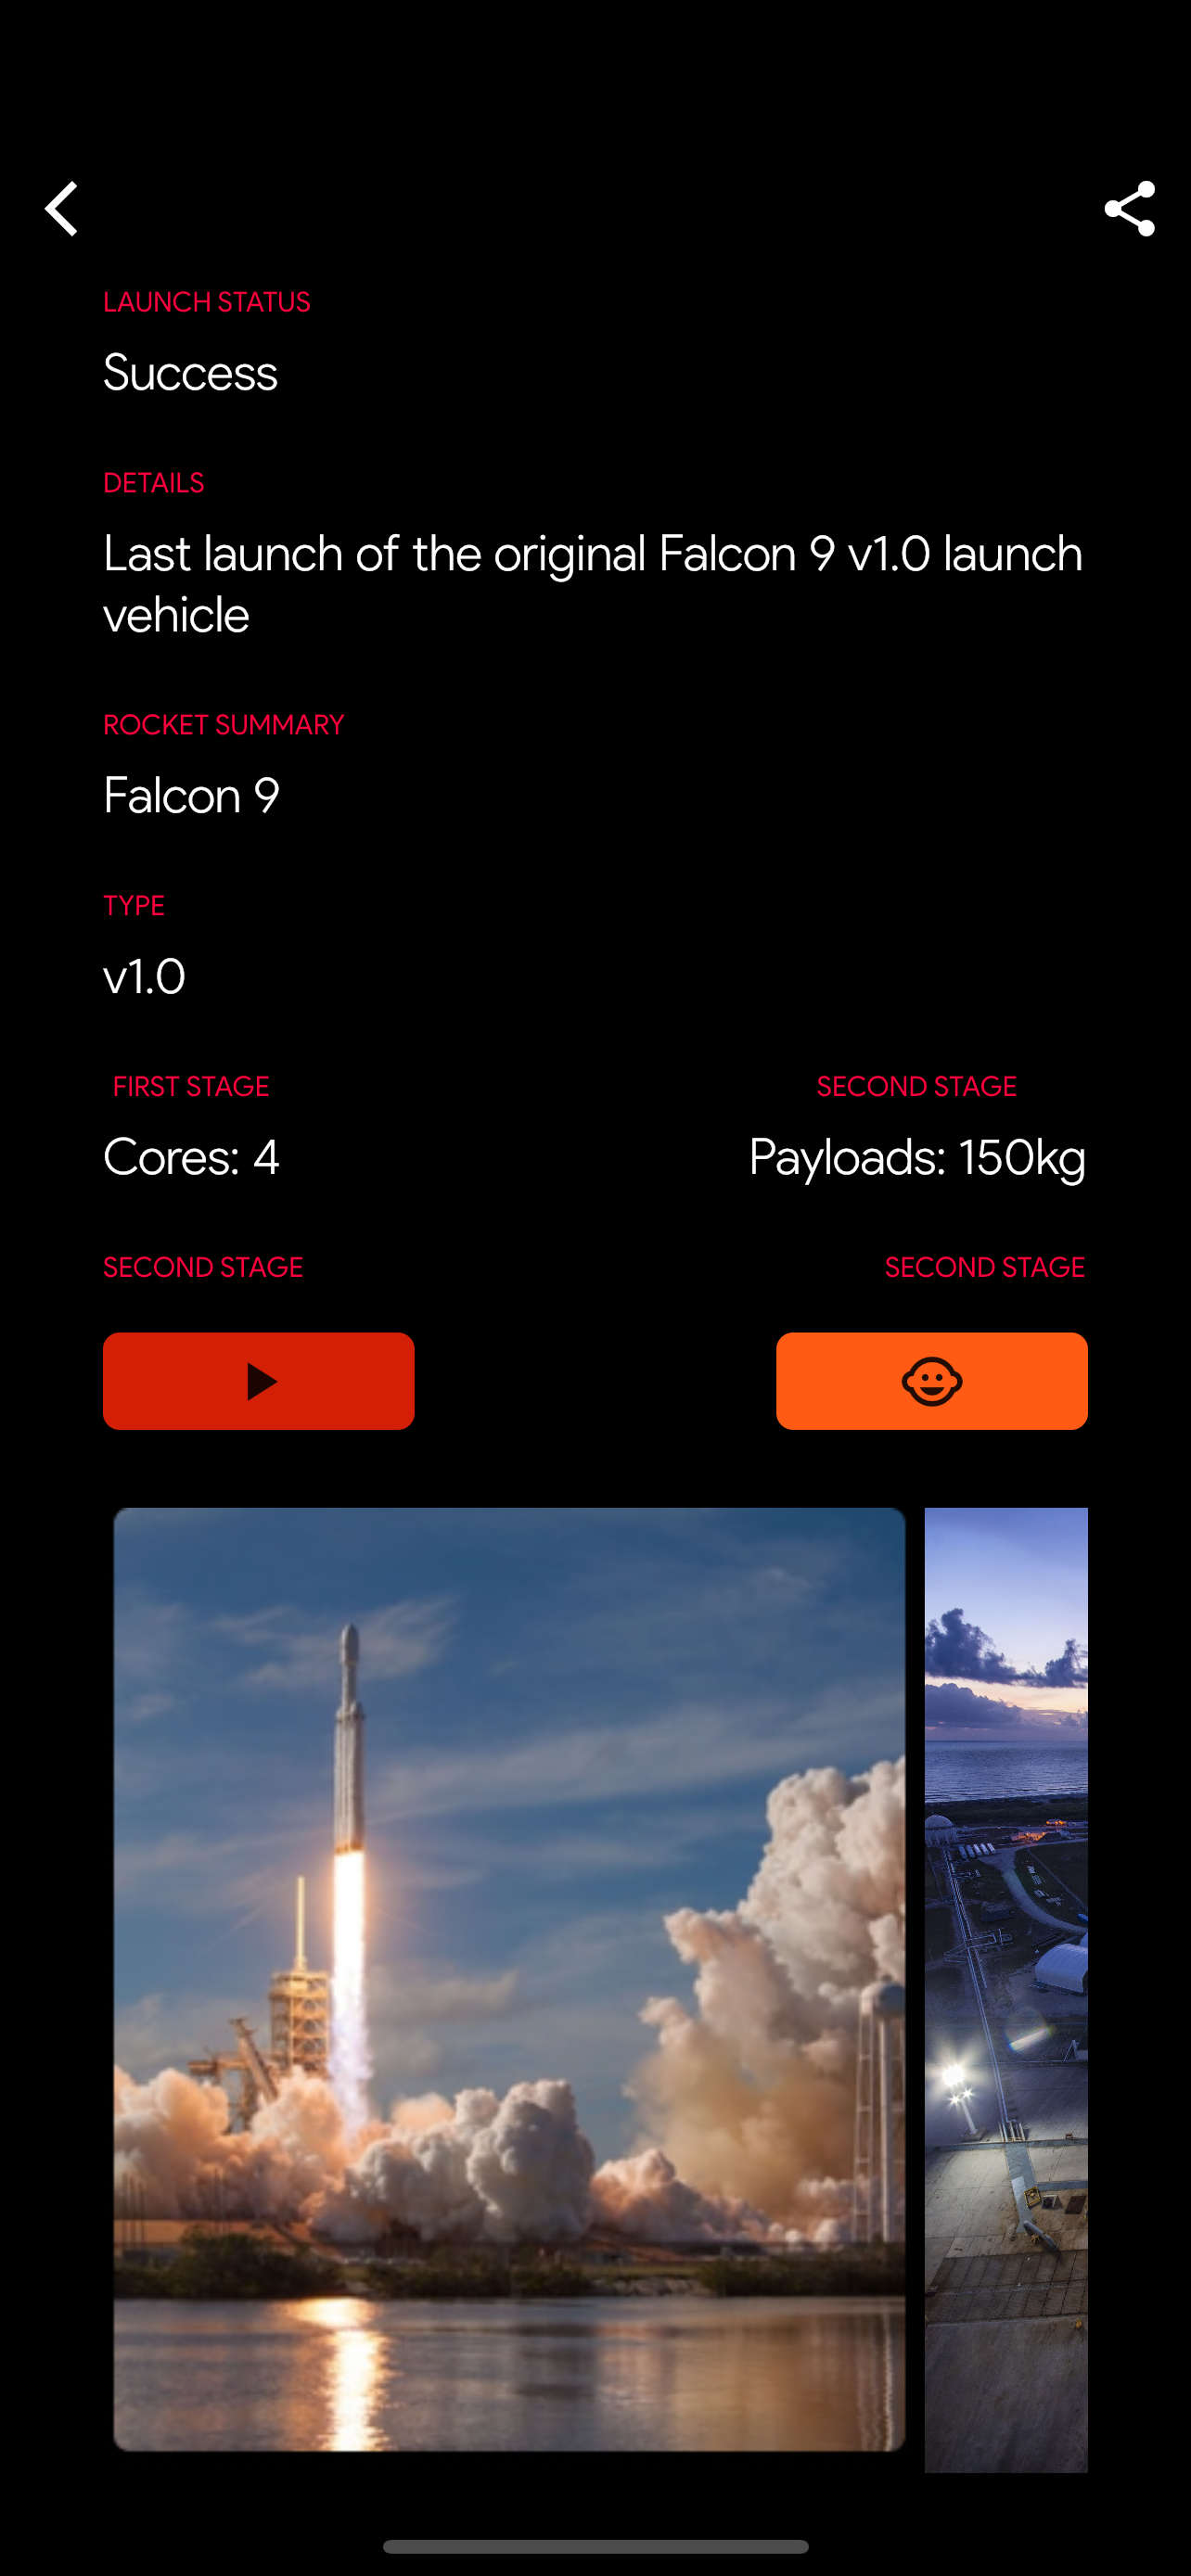 LAUNCH STATUS
Success
DETAILS
Last launch of the original Falcon 9 v1.0 launch
vehicle
ROCKET SUMMARY
Falcon 9
TYPE
v1.0
FIRST STAGE
SECOND STAGE
Cores: 4
Payloads: 150kg
SECOND STAGE
SECOND STAGE